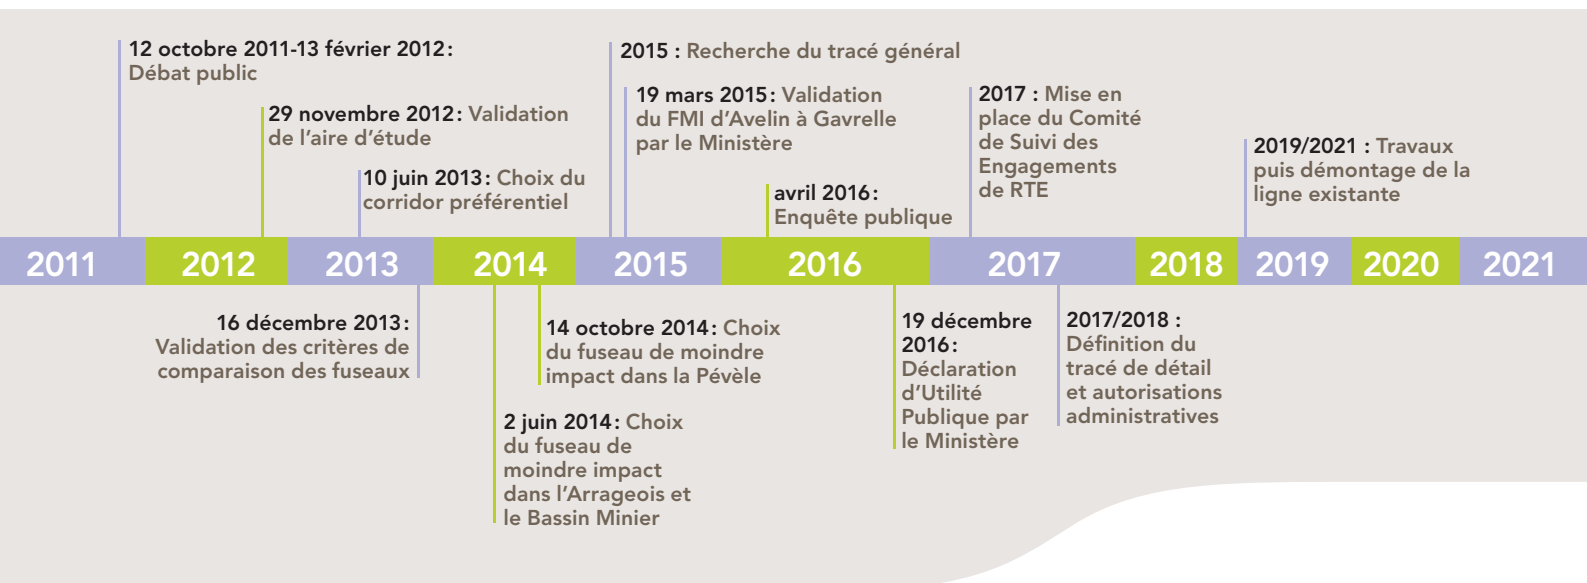 12 octobre 2011-13 février 2012 :
Débat public
29 novembre 2012 : Validation
de l’aire d’étude
10 juin 2013 : Choix du
corridor préférentiel
2015 : Recherche du tracé général
19 mars 2015 : Validation
du FMI d’Avelin à Gavrelle
par le Ministère
avril 2016 :
Enquête publique
2017 : Mise en
place du Comité
de Suivi des
Engagements
de RTE
2019/2021 : Travaux
puis démontage de la
ligne existante
2011 2012 2013 2014 2015 2016 2017 2018 2019 2020 2021
16 décembre 2013 :
Validation des critères de
comparaison des fuseaux
14 octobre 2014 : Choix
du fuseau de moindre
impact dans la Pévèle
2 juin 2014 : Choix
du fuseau de
moindre impact
dans l’Arrageois et
le Bassin Minier
19 décembre
2016 :
Déclaration
d’Utilité
Publique par
le Ministère
2017/2018 :
Définition du
tracé de détail
et autorisations
administratives